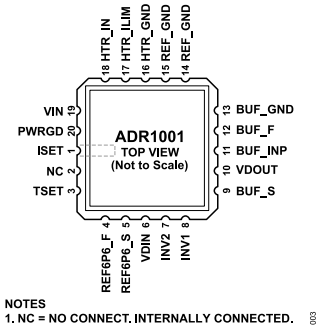 18 HTR_IN
17 HTR_ILIM
16 HTR_GND
15 REF_GND
14 REF_GND
VIN 19
PWRGD 20
ISET 1
NC 2
TSET 3
ADR1001
TOP VIEW
(Not to Scale)
13 BUF_GND
12 BUF_F
11 BUF_INP
10 VDOUT
9 BUF_S
REF6P6_F 4
REF6P6_S 5
VDIN 6
INV2 7
INV1 8
NOTES
1. NC = NO CONNECT. INTERNALLY CONNECTED.
003